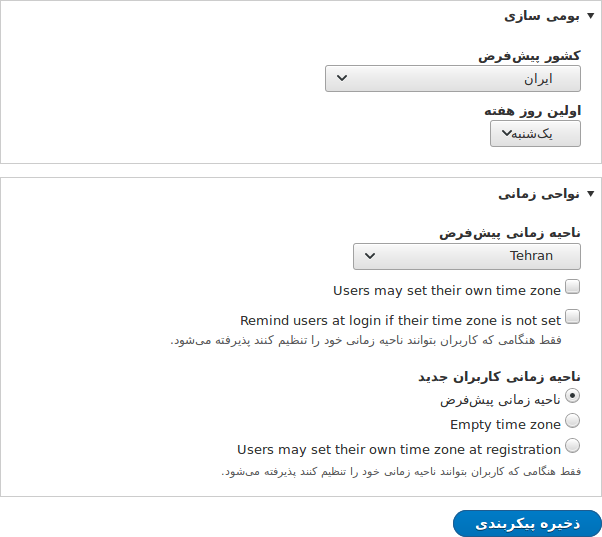 بومی سازی
کشور پیش‌فرض
ایران
اولین روز هفته
یک‌شنبه
نواحی زمانی
ناحیه زمانی پیش‌فرض
Tehran
Users may set their own time zone
Remind users at login if their time zone is not set
فقط هنگامی که کاربران بتوانند ناحیه زمانی خود را تنظیم کنند پذیرفته می‌شود.
ناحیه زمانی کاربران جدید
ناحیه زمانی پیش‌فرض
Empty time zone
Users may set their own time zone at registration
فقط هنگامی که کاربران بتوانند ناحیه زمانی خود را تنظیم کنند پذیرفته می‌شود.
ذخیره پیکربندی